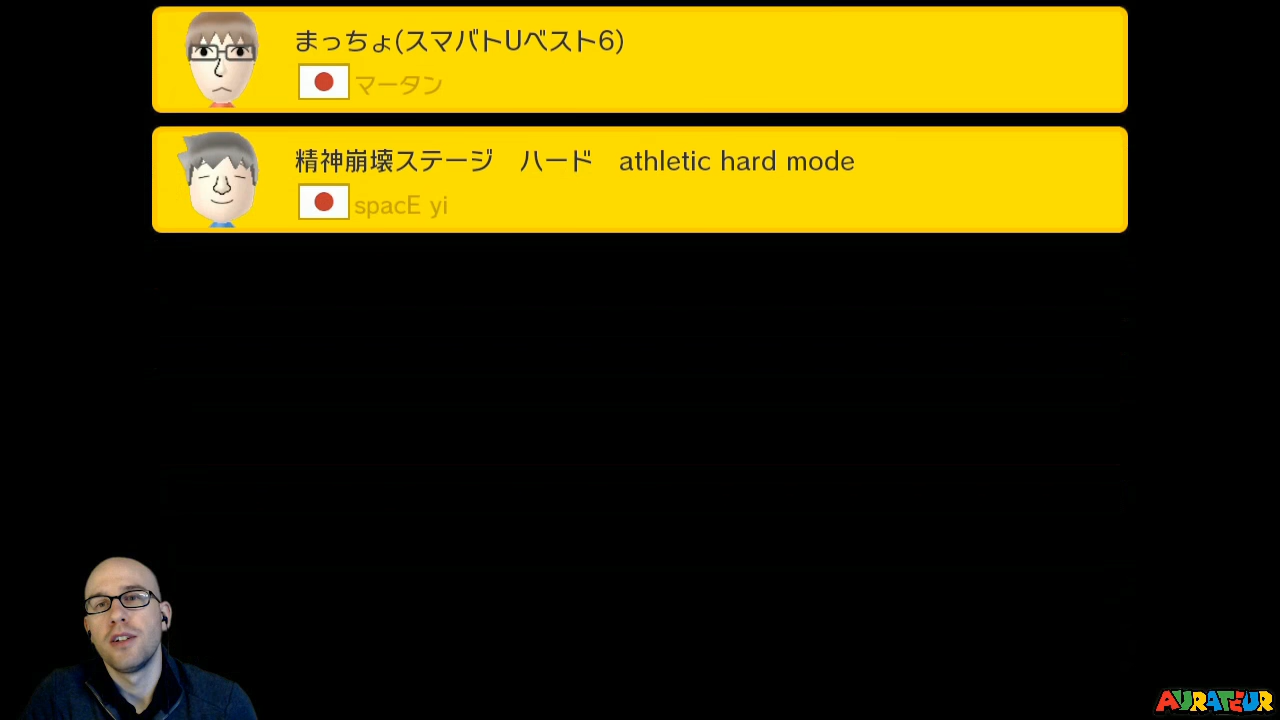 まっちょ(スマバトUベスト6)
マータン
精神崩壊ステージ　ハード　athletic hard mode
spacE yi
AURATEUR